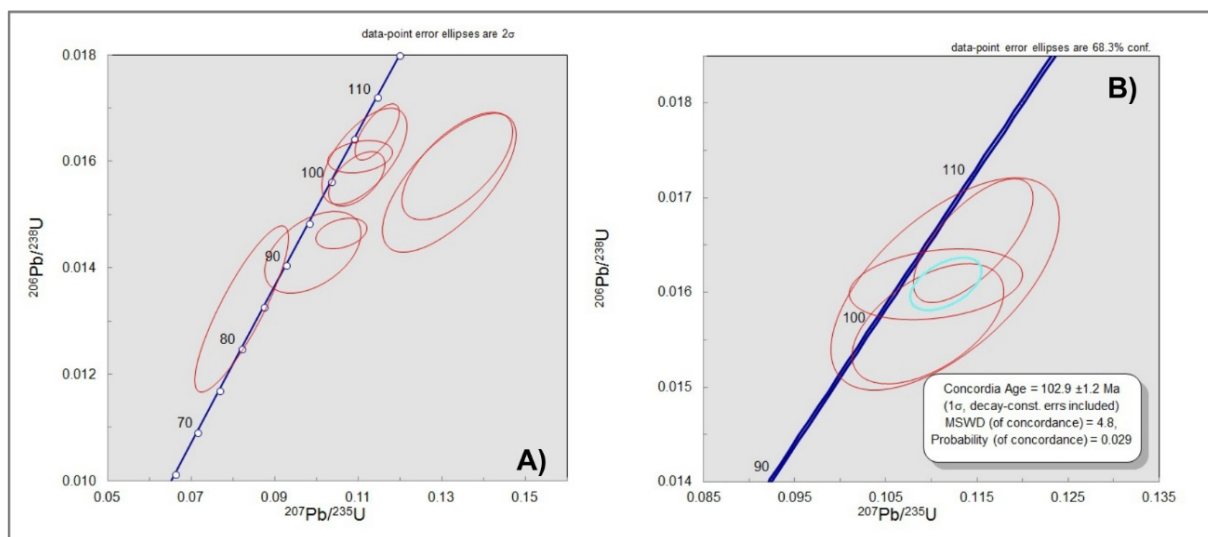 data-point error ellipses are 2σ
0.018
0.016
0.014
0.012
0.010
²⁰⁶Pb/²³⁸U
110
100
90
80
70
A)
0.05
0.07
0.09
0.11
0.13
0.15
²⁰⁷Pb/²³⁵U
data-point error ellipses are 68.3% conf.
B)
0.018
0.017
0.016
0.015
0.014
²⁰⁶Pb/²³⁸U
110
100
90
Concordia Age = 102.9 ±1.2 Ma
(1σ, decay-const. errs included)
MSWD (of concordance) = 4.8,
Probability (of concordance) = 0.029
0.085
0.095
0.105
0.115
0.125
0.135
²⁰⁷Pb/²³⁵U